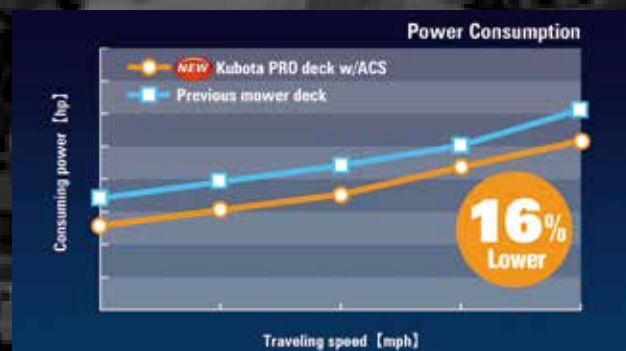 Power Consumption
NEW Kubota PRO deck w/ACS
Previous mower deck
Consuming power [hp]
16%
Lower
Traveling speed [mph]